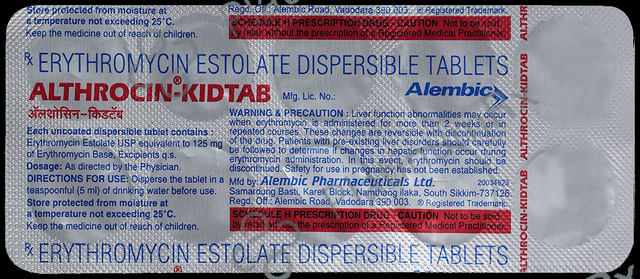 Store protected from moisture at
a temperature not exceeding 25°C.
Keep the medicine out of reach of children.
Regd. Off.: Alembic Road, Vadodara 390 003. ® Registered Trademark.
SCHEDULE H PRESCRIPTION DRUG - CAUTION Not to be sold
by retail without the prescription of a Registered Medical Practitioner.
℞ ERYTHROMYCIN ESTOLATE DISPERSIBLE TABLETS
ALTHROCIN®-KIDTAB
Mfg. Lic. No.:
Alembic
अ‍ॅलथ्रोसिन-किडटॅब
Each uncoated dispersible tablet contains :
Erythromycin Estolate USP equivalent to 125 mg
of Erythromycin Base, Excipients q.s.
Dosage: As directed by the Physician.
DIRECTIONS FOR USE: Disperse the tablet in a
teaspoonful (5 ml) of drinking water before use.
Store protected from moisture at
a temperature not exceeding 25°C.
Keep the medicine out of reach of children.
WARNING & PRECAUTION : Liver function abnormalities may occur
when erythromycin is administered for more than 2 weeks or in
repeated courses. These changes are reversible with discontinuation
of the drug. Patients with pre-existing liver disorders should carefully
be followed to determine if changes in hepatic function occur during
erythromycin administration. In this event, erythromycin should be
discontinued. Safety for use in pregnancy has not been established.
Mfd by: Alembic Pharmaceuticals Ltd. 20034674
Samardung Basti, Karek Block, Namthang, South Sikkim-737126.
Regd. Off.: Alembic Road, Vadodara 390 003. ® Registered Trademark.
SCHEDULE H PRESCRIPTION DRUG - CAUTION Not to be sold
by retail without the prescription of a Registered Medical Practitioner.
℞ ERYTHROMYCIN ESTOLATE DISPERSIBLE TABLETS
ALTHROCIN-KIDTAB
ALTHROCIN-KIDTAB